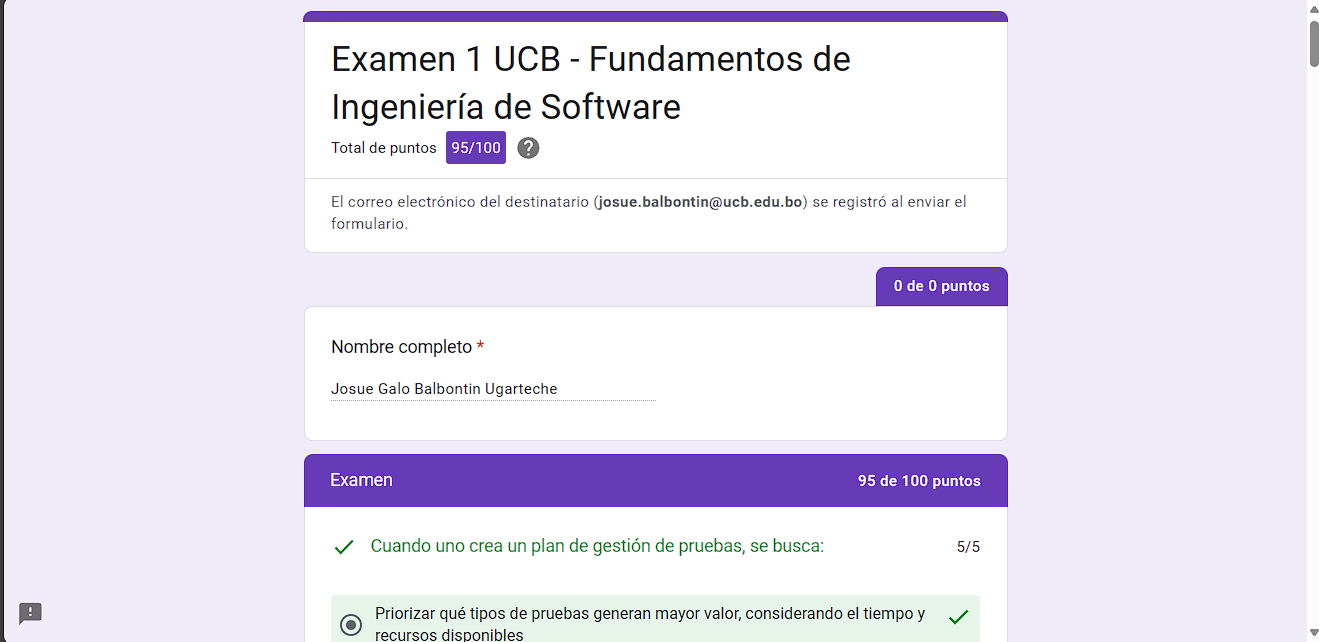 Examen 1 UCB - Fundamentos de
Ingeniería de Software
Total de puntos 95/100 ?
El correo electrónico del destinatario (josue.balbontin@ucb.edu.bo) se registró al enviar el
formulario.
0 de 0 puntos
Nombre completo *
Josue Galo Balbontin Ugarteche
Examen 95 de 100 puntos
Cuando uno crea un plan de gestión de pruebas, se busca: 5/5
Priorizar qué tipos de pruebas generan mayor valor, considerando el tiempo y
recursos disponibles